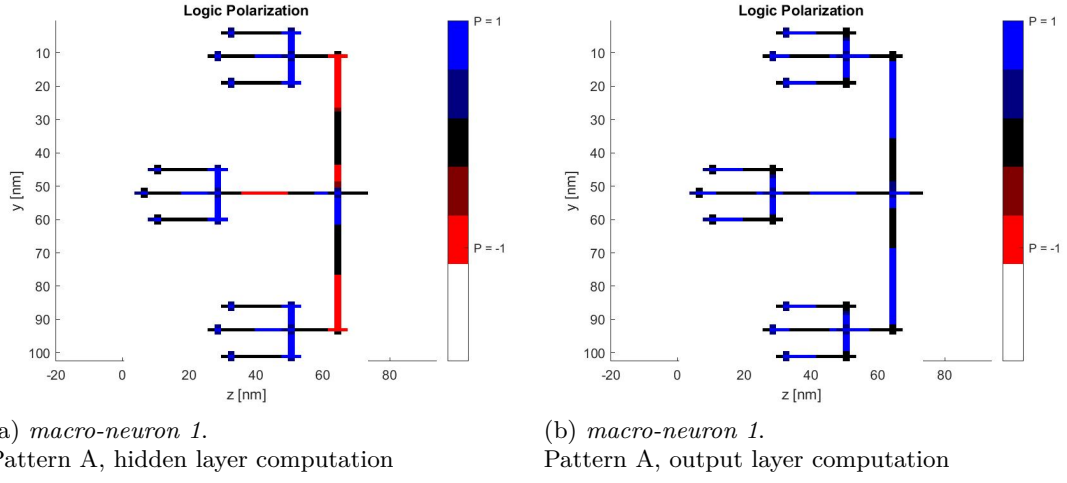 Logic Polarization
P = 1
P = -1
10
20
30
40
50
60
70
80
90
100
y [nm]
-20
0
20
40
60
80
z [nm]
a) macro-neuron 1.
Pattern A, hidden layer computation
Logic Polarization
P = 1
P = -1
10
20
30
40
50
60
70
80
90
100
y [nm]
-20
0
20
40
60
80
z [nm]
(b) macro-neuron 1.
Pattern A, output layer computation